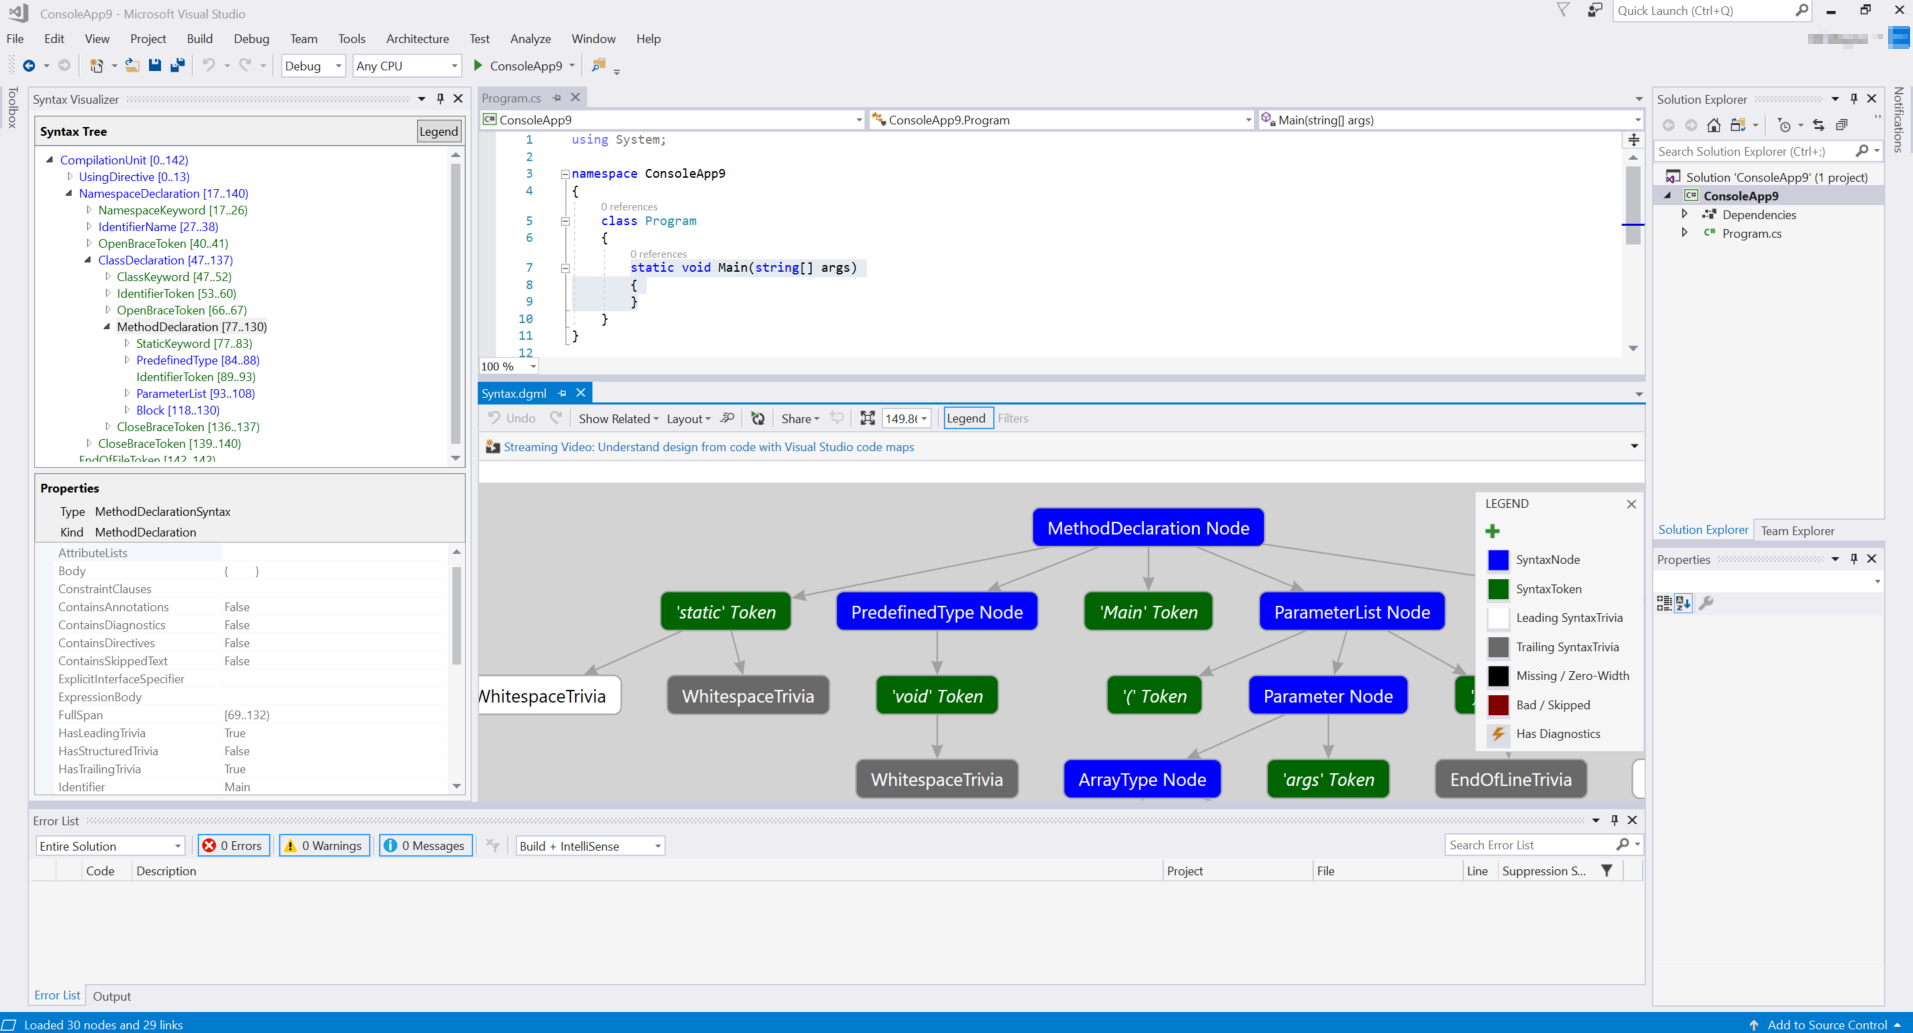 ConsoleApp9 - Microsoft Visual Studio
Quick Launch (Ctrl+Q)
File Edit View Project Build Debug Team Tools Architecture Test Analyze Window Help
Debug Any CPU ConsoleApp9
Toolbox
Syntax Visualizer
Syntax Tree Legend
CompilationUnit [0..142)
UsingDirective [0..13)
NamespaceDeclaration [17..140)
NamespaceKeyword [17..26)
IdentifierName [27..38)
OpenBraceToken [40..41)
ClassDeclaration [47..137)
ClassKeyword [47..52)
IdentifierToken [53..60)
OpenBraceToken [66..67)
MethodDeclaration [77..130)
StaticKeyword [77..83)
PredefinedType [84..88)
IdentifierToken [89..93)
ParameterList [93..108)
Block [118..130)
CloseBraceToken [136..137)
CloseBraceToken [139..140)
EndOfFileToken [142..142)
Properties
Type MethodDeclarationSyntax
Kind MethodDeclaration
AttributeLists
Body { }
ConstraintClauses
ContainsAnnotations False
ContainsDiagnostics False
ContainsDirectives False
ContainsSkippedText False
ExplicitInterfaceSpecifier
ExpressionBody
FullSpan [69..132)
HasLeadingTrivia True
HasStructuredTrivia False
HasTrailingTrivia True
Identifier Main
Program.cs
ConsoleApp9 ConsoleApp9.Program Main(string[] args)
1 using System;
2
3 namespace ConsoleApp9
4 {
0 references
5 class Program
6 {
0 references
7 static void Main(string[] args)
8 {
9 }
10 }
11 }
12
100 %
Syntax.dgml
Undo Show Related Layout Share 149.8 Legend Filters
Streaming Video: Understand design from code with Visual Studio code maps
MethodDeclaration Node
'static' Token PredefinedType Node 'Main' Token ParameterList Node
WhitespaceTrivia WhitespaceTrivia 'void' Token '(' Token Parameter Node
WhitespaceTrivia ArrayType Node 'args' Token EndOfLineTrivia
LEGEND
SyntaxNode
SyntaxToken
Leading SyntaxTrivia
Trailing SyntaxTrivia
Missing / Zero-Width
Bad / Skipped
Has Diagnostics
Solution Explorer
Search Solution Explorer (Ctrl+;)
Solution 'ConsoleApp9' (1 project)
C# ConsoleApp9
Dependencies
C# Program.cs
Solution Explorer Team Explorer
Properties
Notifications
Error List
Entire Solution 0 Errors 0 Warnings 0 Messages Build + IntelliSense Search Error List
Code Description Project File Line Suppression S...
Error List Output
Loaded 30 nodes and 29 links Add to Source Control